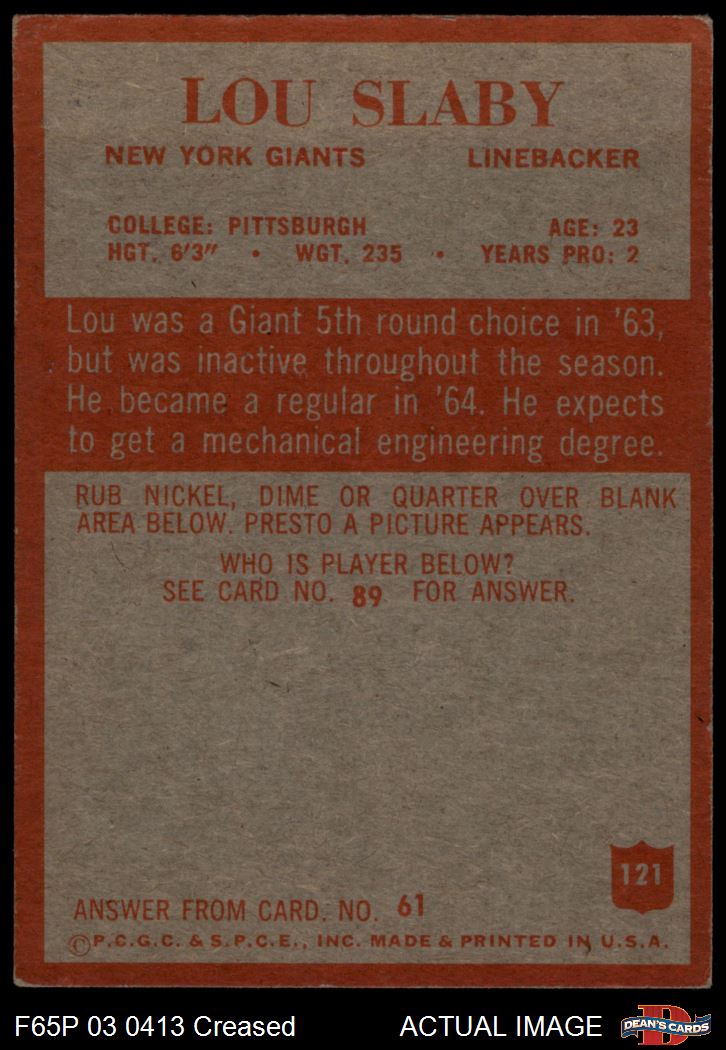 LOU SLABY
NEW YORK GIANTS LINEBACKER
COLLEGE: PITTSBURGH AGE: 23
HGT. 6'3" • WGT. 235 • YEARS PRO: 2
Lou was a Giant 5th round choice in '63,
but was inactive throughout the season.
He became a regular in '64. He expects
to get a mechanical engineering degree.
RUB NICKEL, DIME OR QUARTER OVER BLANK
AREA BELOW. PRESTO A PICTURE APPEARS.
WHO IS PLAYER BELOW?
SEE CARD NO. 89 FOR ANSWER.
121
ANSWER FROM CARD. NO. 61
©P.C.G.C. & S.P.C.E., INC. MADE & PRINTED IN U.S.A.
F65P 03 0413 Creased ACTUAL IMAGE
D
DEAN'S CARDS